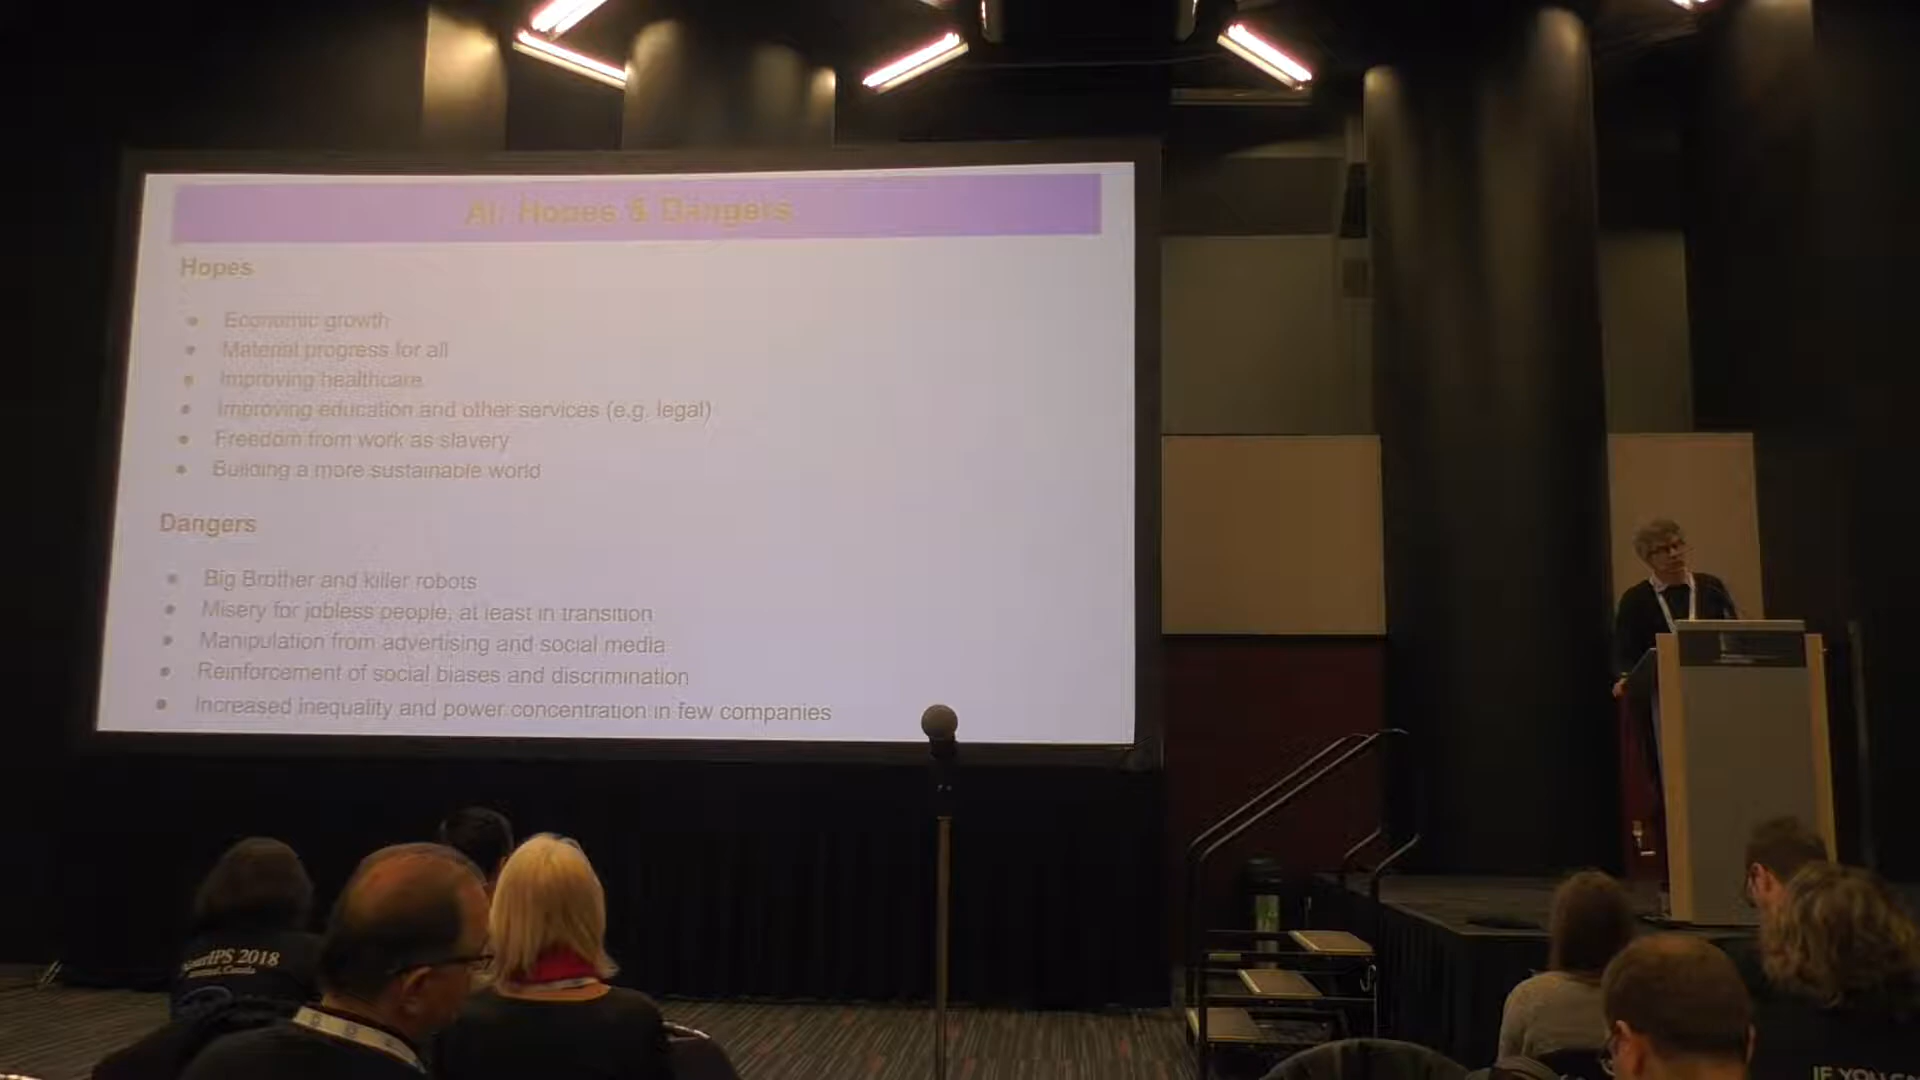 AI: Hopes & Dangers
Hopes
Economic growth
Material progress for all
Improving healthcare
Improving education and other services (e.g. legal)
Freedom from work as slavery
Building a more sustainable world
Dangers
Big Brother and killer robots
Misery for jobless people, at least in transition
Manipulation from advertising and social media
Reinforcement of social biases and discrimination
Increased inequality and power concentration in few companies
NeurIPS 2018
Canada
IF YOU